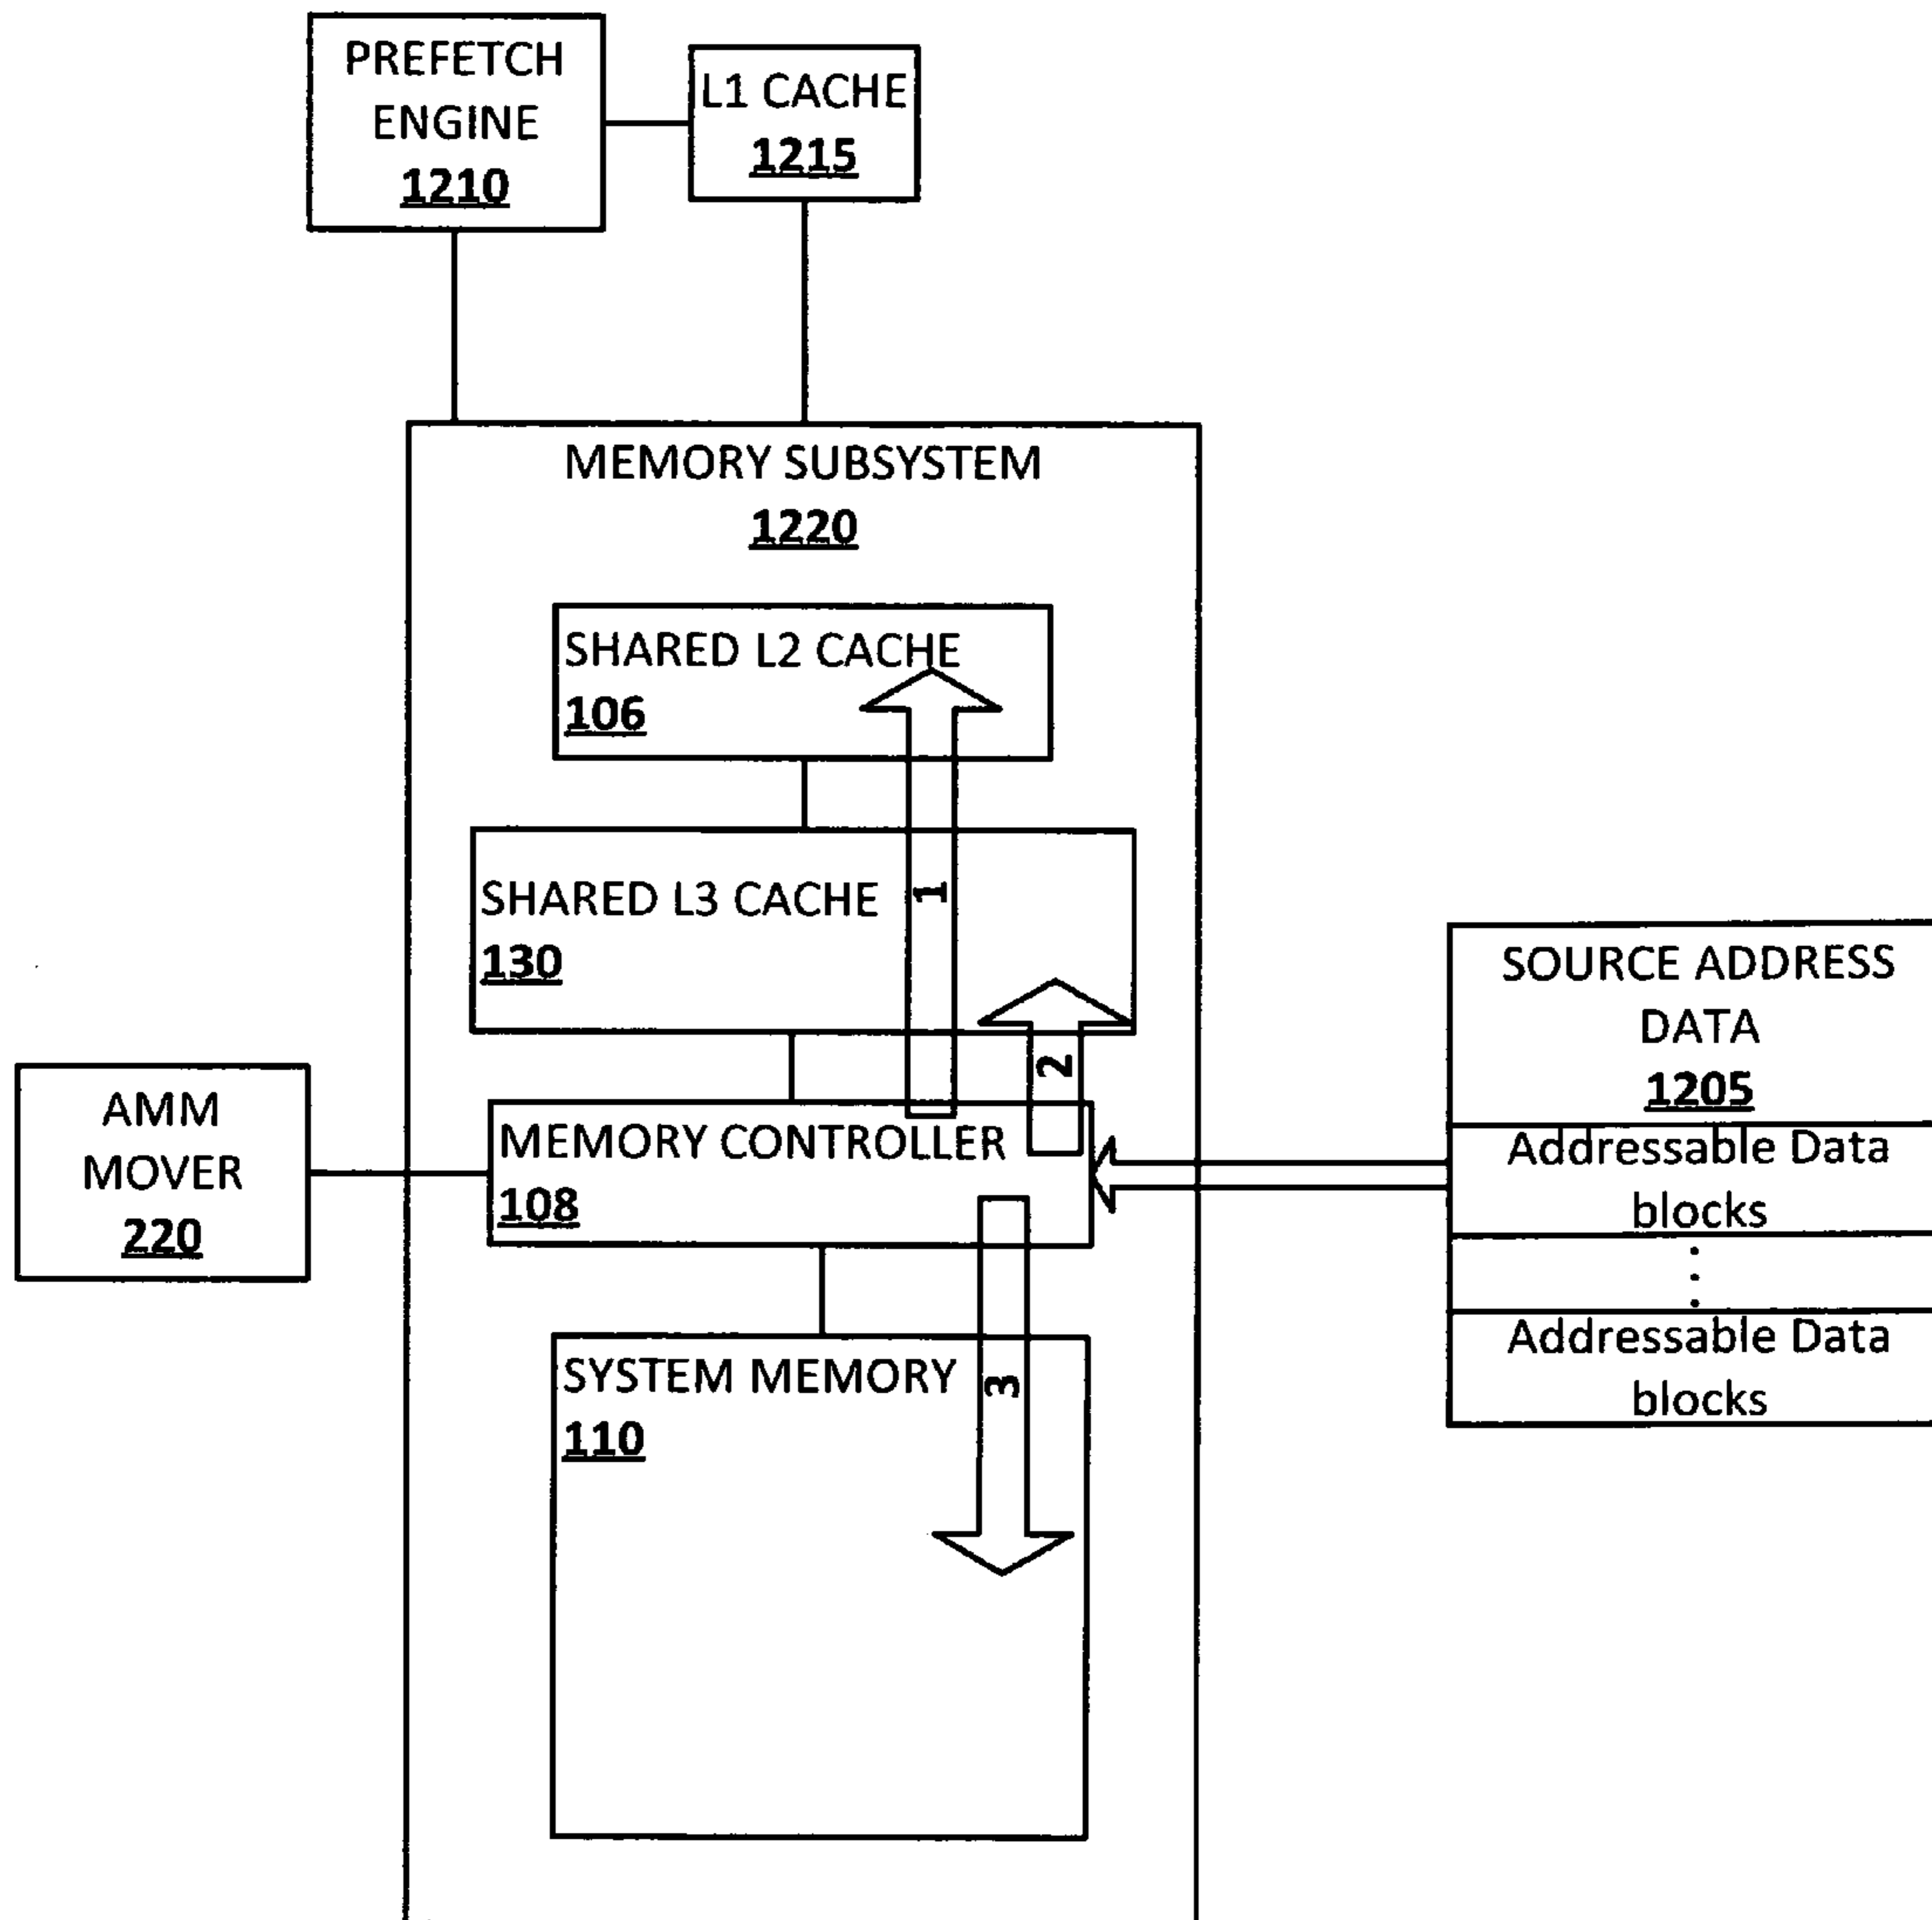 PREFETCH
ENGINE
1210
L1 CACHE
1215
MEMORY SUBSYSTEM
1220
SHARED L2 CACHE
106
SHARED L3 CACHE
130
1
2
AMM
MOVER
220
MEMORY CONTROLLER
108
SOURCE ADDRESS
DATA
1205
Addressable Data
blocks
Addressable Data
blocks
SYSTEM MEMORY
110
3